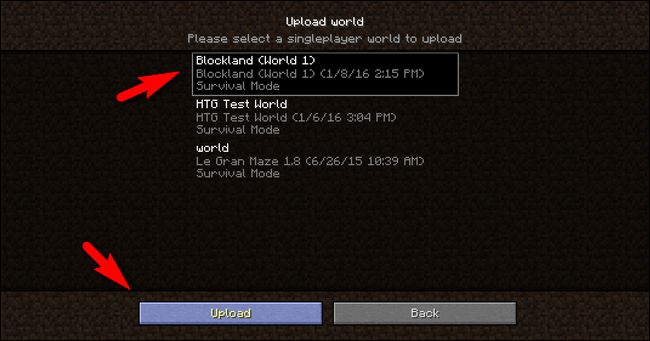 Upload world
Please select a singleplayer world to upload
Blockland (World 1)
Blockland (World 1) (1/8/16 2:15 PM)
Survival Mode
HTG Test World
HTG Test World (1/6/16 3:04 PM)
Survival Mode
world
Le Gran Maze 1.8 (6/26/15 10:39 AM)
Survival Mode
Upload
Back